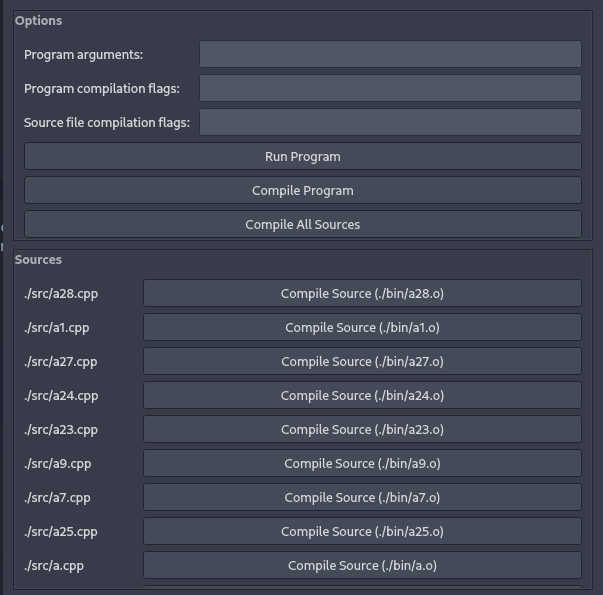 Options
Program arguments:
Program compilation flags:
Source file compilation flags:
Run Program
Compile Program
Compile All Sources
Sources
./src/a28.cpp Compile Source (./bin/a28.o)
./src/a1.cpp Compile Source (./bin/a1.o)
./src/a27.cpp Compile Source (./bin/a27.o)
./src/a24.cpp Compile Source (./bin/a24.o)
./src/a23.cpp Compile Source (./bin/a23.o)
./src/a9.cpp Compile Source (./bin/a9.o)
./src/a7.cpp Compile Source (./bin/a7.o)
./src/a25.cpp Compile Source (./bin/a25.o)
./src/a.cpp Compile Source (./bin/a.o)